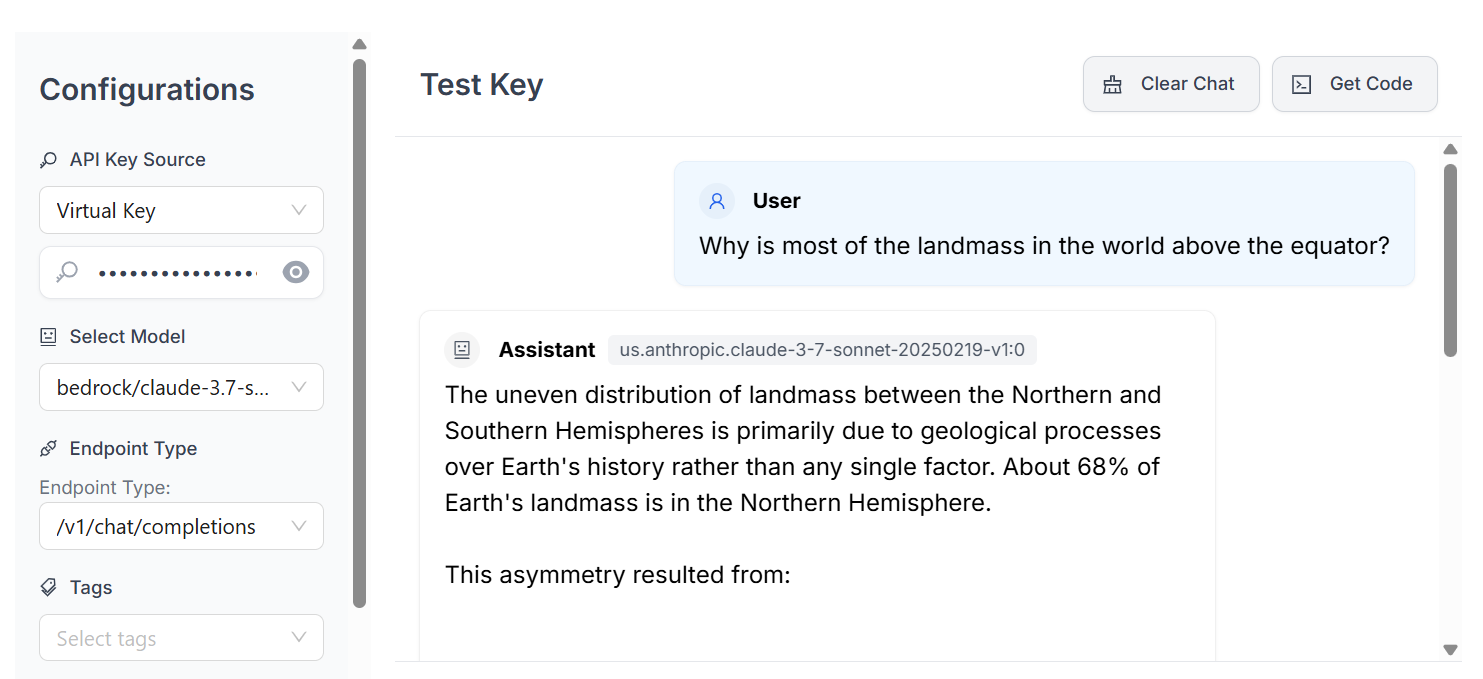 Configurations
API Key Source
Virtual Key
Select Model
bedrock/claude-3.7-s...
Endpoint Type
Endpoint Type:
/v1/chat/completions
Tags
Select tags
Test Key
Clear Chat
Get Code
User
Why is most of the landmass in the world above the equator?
Assistant us.anthropic.claude-3-7-sonnet-20250219-v1:0
The uneven distribution of landmass between the Northern and
Southern Hemispheres is primarily due to geological processes
over Earth's history rather than any single factor. About 68% of
Earth's landmass is in the Northern Hemisphere.
This asymmetry resulted from: